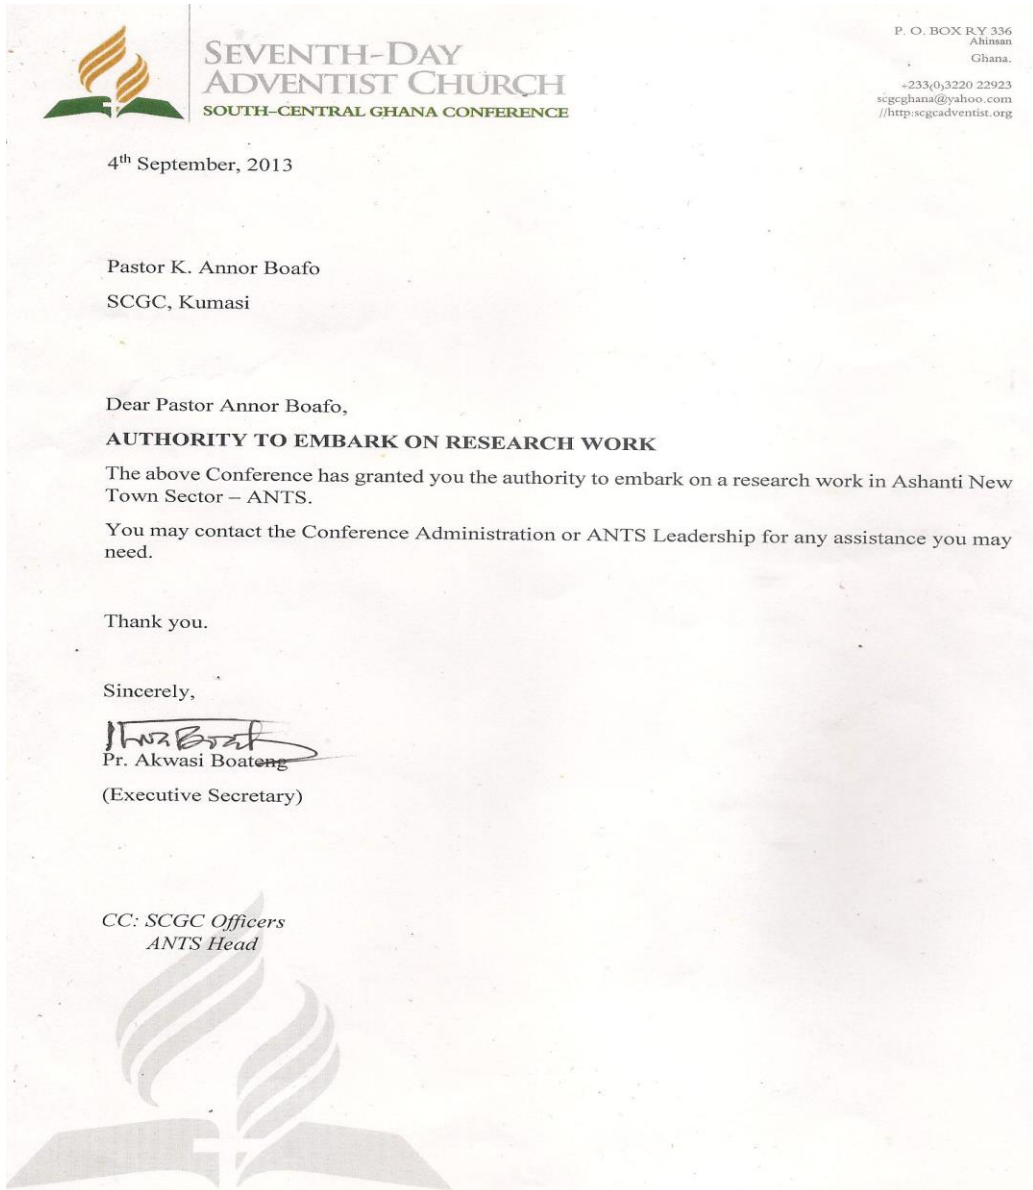 SEVENTH-DAY
ADVENTIST CHURCH
SOUTH-CENTRAL GHANA CONFERENCE
P. O. BOX RY 336
Ahinsan
Ghana.
+233(0)3220 22923
scgcghana@yahoo.com
//http:scgcadventist.org
4th September, 2013
Pastor K. Annor Boafo
SCGC, Kumasi
Dear Pastor Annor Boafo,
AUTHORITY TO EMBARK ON RESEARCH WORK
The above Conference has granted you the authority to embark on a research work in Ashanti New
Town Sector – ANTS.
You may contact the Conference Administration or ANTS Leadership for any assistance you may
need.
Thank you.
Sincerely,
Pr. Akwasi Boateng
(Executive Secretary)
CC: SCGC Officers
ANTS Head